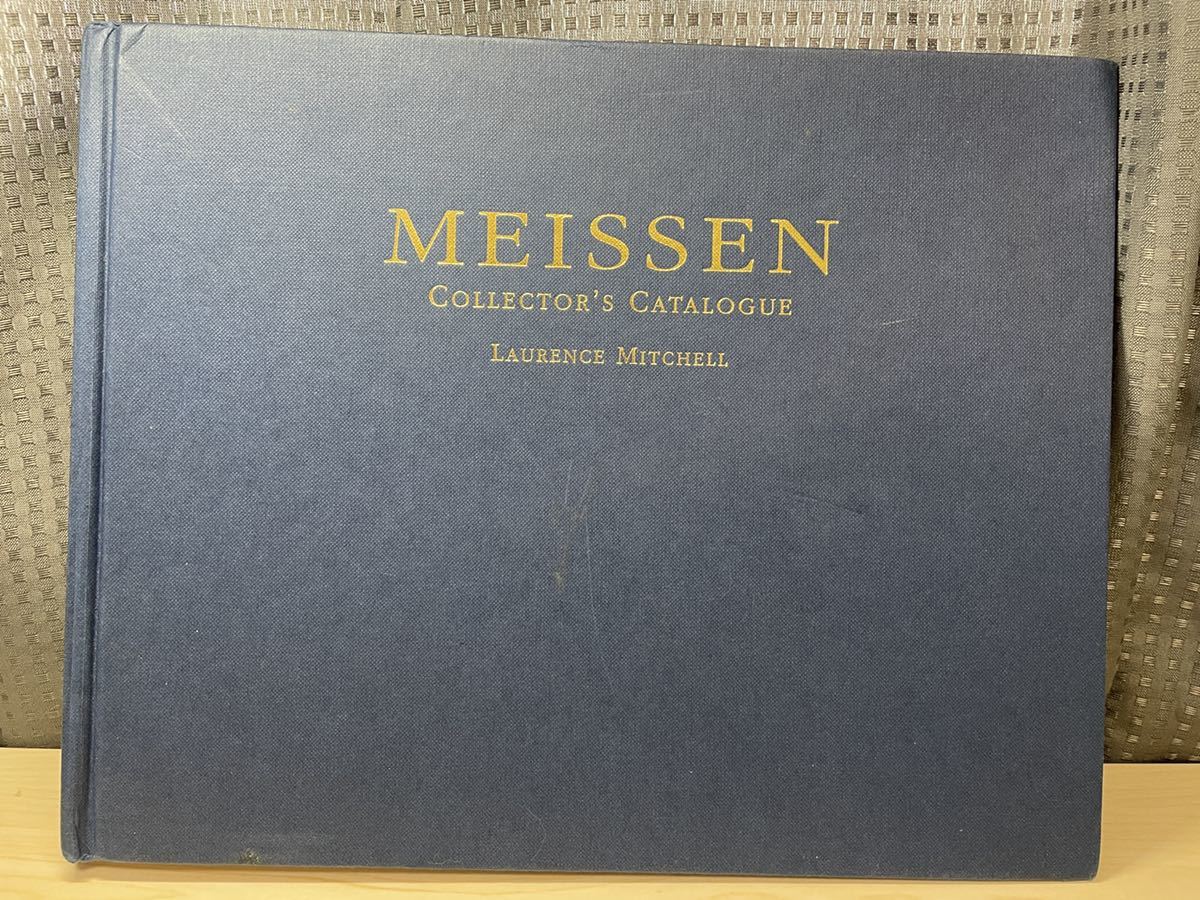 MEISSEN
COLLECTOR'S CATALOGUE
LAURENCE MITCHELL